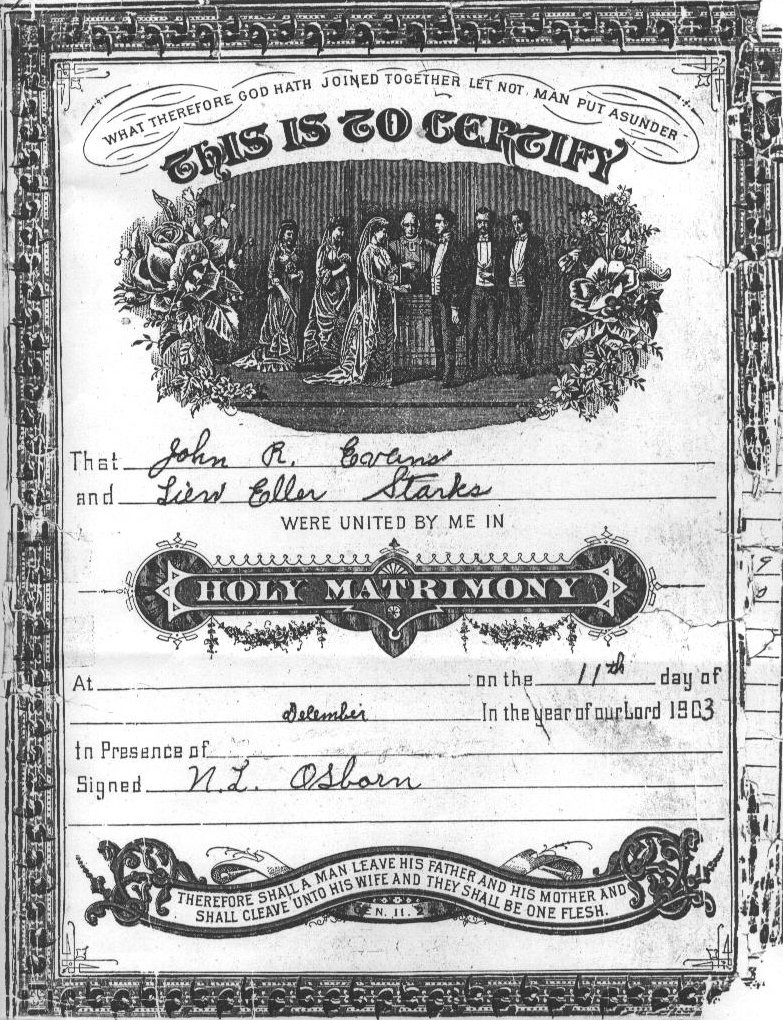 WHAT THEREFORE GOD HATH JOINED TOGETHER LET NOT MAN PUT ASUNDER
THIS IS TO CERTIFY
That John R. Evans
and Eller Starks
WERE UNITED BY ME IN
HOLY MATRIMONY
At on the 11th day of
December In the year of our Lord 1903
In Presence of
Signed N. L. Osborn
THEREFORE SHALL A MAN LEAVE HIS FATHER AND HIS MOTHER AND
SHALL CLEAVE UNTO HIS WIFE AND THEY SHALL BE ONE FLESH.